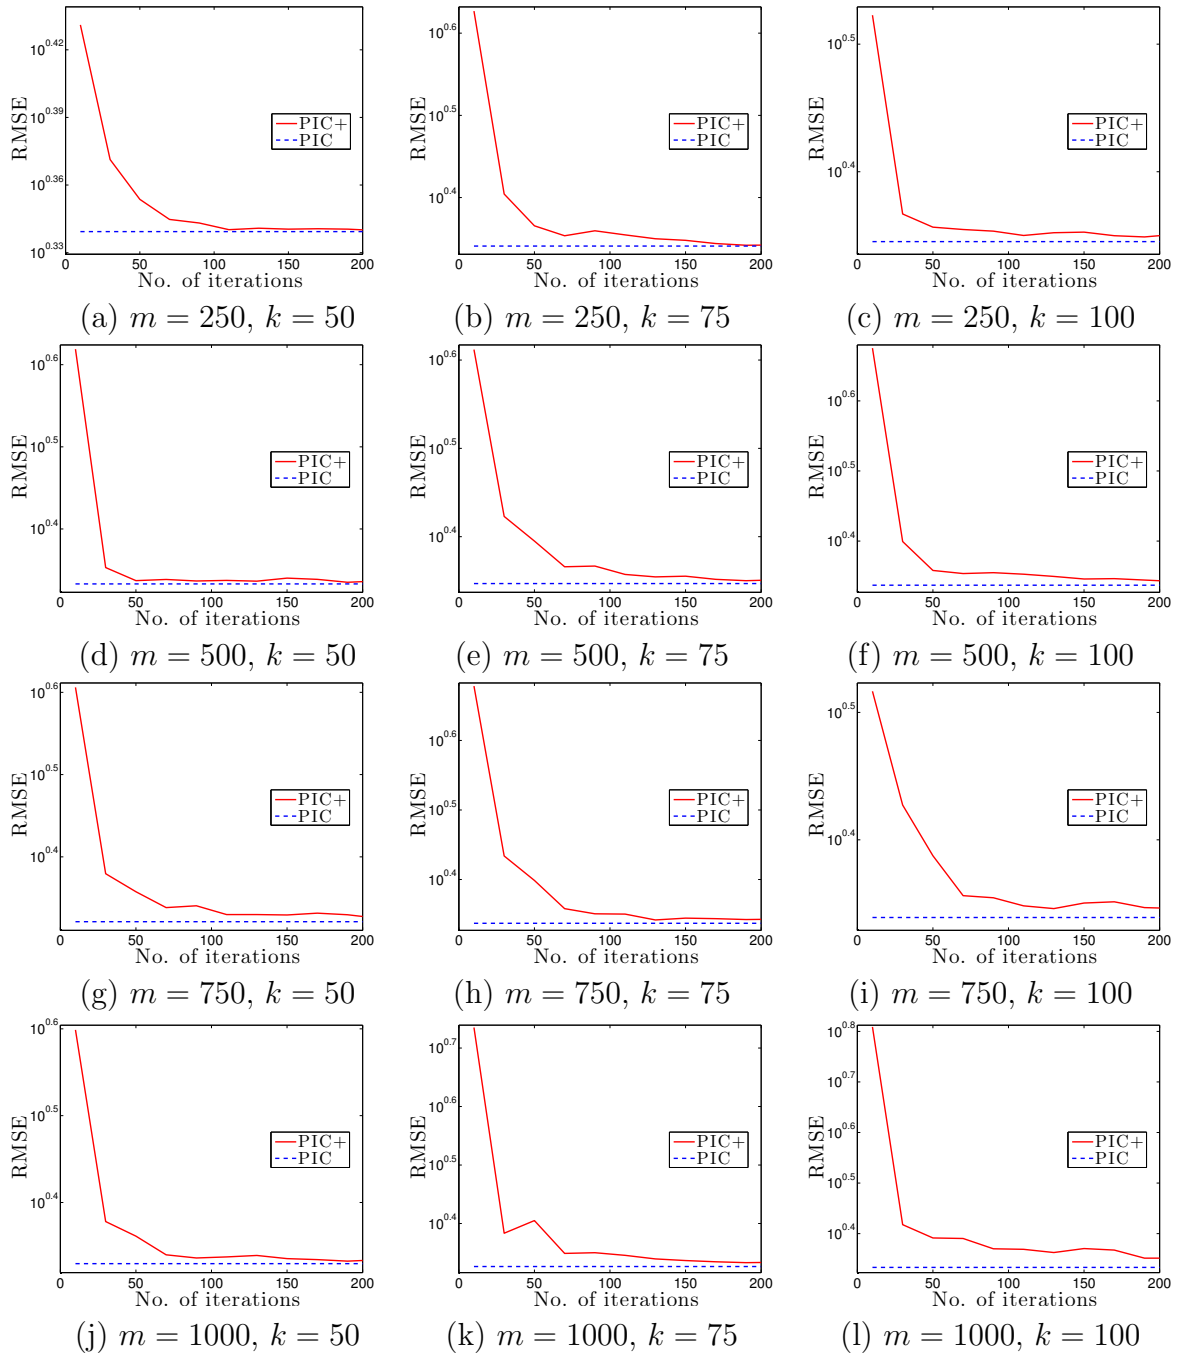 10^0.42
10^0.39
10^0.36
10^0.33
RMSE
PIC+
PIC
0 50 100 150 200
No. of iterations
(a) m = 250, k = 50
10^0.6
10^0.5
10^0.4
RMSE
PIC+
PIC
0 50 100 150 200
No. of iterations
(b) m = 250, k = 75
10^0.5
10^0.4
RMSE
PIC+
PIC
0 50 100 150 200
No. of iterations
(c) m = 250, k = 100
10^0.6
10^0.5
10^0.4
RMSE
PIC+
PIC
0 50 100 150 200
No. of iterations
(d) m = 500, k = 50
10^0.6
10^0.5
10^0.4
RMSE
PIC+
PIC
0 50 100 150 200
No. of iterations
(e) m = 500, k = 75
10^0.6
10^0.5
10^0.4
RMSE
PIC+
PIC
0 50 100 150 200
No. of iterations
(f) m = 500, k = 100
10^0.6
10^0.5
10^0.4
RMSE
PIC+
PIC
0 50 100 150 200
No. of iterations
(g) m = 750, k = 50
10^0.6
10^0.5
10^0.4
RMSE
PIC+
PIC
0 50 100 150 200
No. of iterations
(h) m = 750, k = 75
10^0.5
10^0.4
RMSE
PIC+
PIC
0 50 100 150 200
No. of iterations
(i) m = 750, k = 100
10^0.6
10^0.5
10^0.4
RMSE
PIC+
PIC
0 50 100 150 200
No. of iterations
(j) m = 1000, k = 50
10^0.7
10^0.6
10^0.5
10^0.4
RMSE
PIC+
PIC
0 50 100 150 200
No. of iterations
(k) m = 1000, k = 75
10^0.8
10^0.7
10^0.6
10^0.5
10^0.4
RMSE
PIC+
PIC
0 50 100 150 200
No. of iterations
(l) m = 1000, k = 100